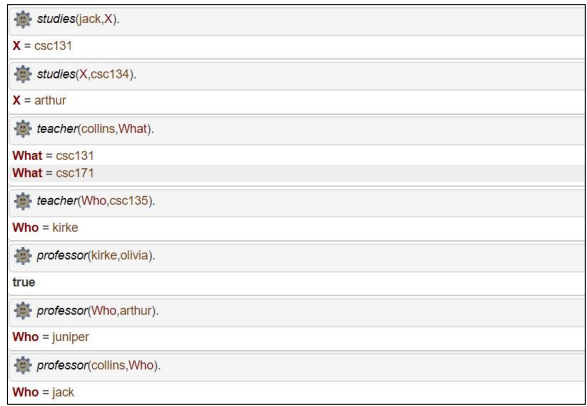 studies(jack,X).
X = csc131
studies(X,csc134).
X = arthur
teacher(collins,What).
What = csc131
What = csc171
teacher(Who,csc135).
Who = kirke
professor(kirke,olivia).
true
professor(Who,arthur).
Who = juniper
professor(collins,Who).
Who = jack